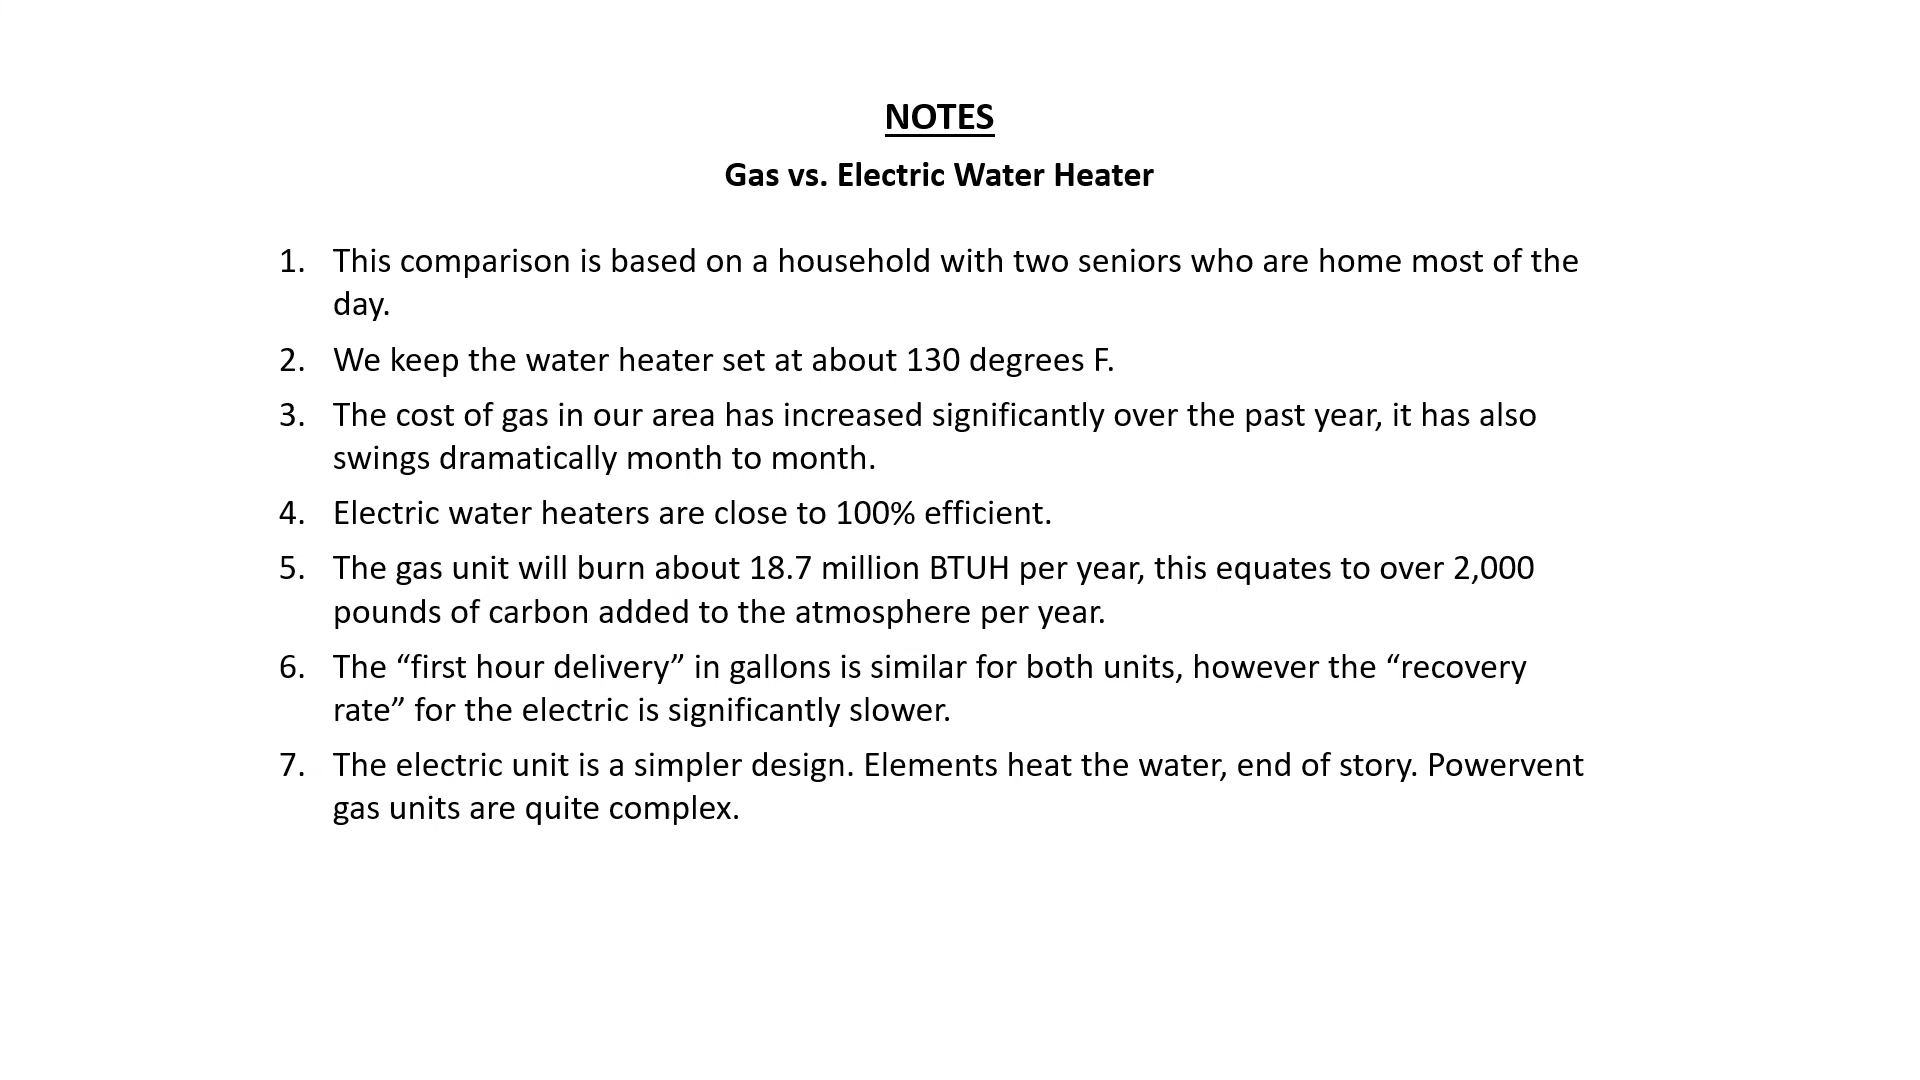 NOTES
Gas vs. Electric Water Heater
1. This comparison is based on a household with two seniors who are home most of the
day.
2. We keep the water heater set at about 130 degrees F.
3. The cost of gas in our area has increased significantly over the past year, it has also
swings dramatically month to month.
4. Electric water heaters are close to 100% efficient.
5. The gas unit will burn about 18.7 million BTUH per year, this equates to over 2,000
pounds of carbon added to the atmosphere per year.
6. The “first hour delivery” in gallons is similar for both units, however the “recovery
rate” for the electric is significantly slower.
7. The electric unit is a simpler design. Elements heat the water, end of story. Powervent
gas units are quite complex.